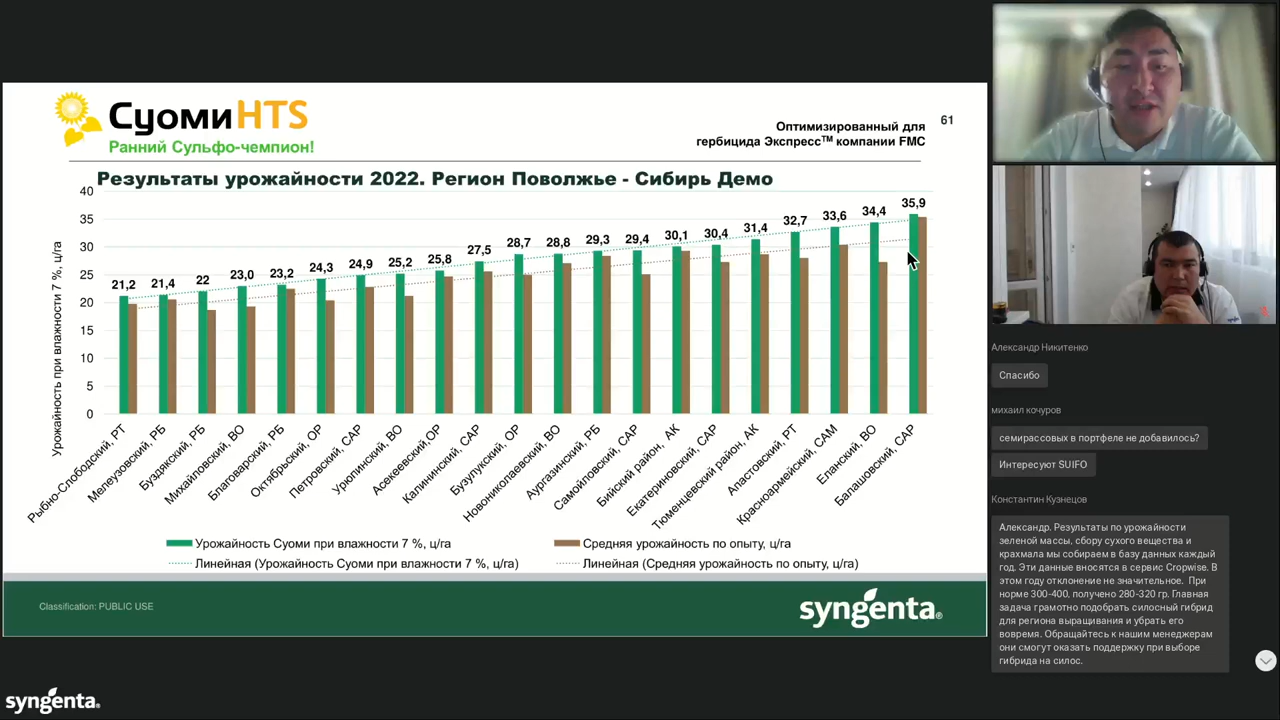 Суоми HTS
Ранний Сульфо-чемпион!
Оптимизированный для
гербицида Экспресс™ компании FMC
61
Результаты урожайности 2022. Регион Поволжье - Сибирь Демо
Урожайность при влажности 7 %, ц/га
40
35
30
25
20
15
10
5
0
21,2
21,4
22
23,0
23,2
24,3
24,9
25,2
25,8
27,5
28,7
28,8
29,3
29,4
30,1
30,4
31,4
32,7
33,6
34,4
35,9
Рыбно-Слободский, РТ
Мелеузовский, РБ
Буздякский, РБ
Михайловский, ВО
Благоварский, РБ
Октябрьский, ОР
Петровский, САР
Урюпинский, ВО
Асекеевский, ОР
Калининский, САР
Бузулукский, ОР
Новониколаевский, ВО
Аургазинский, РБ
Самойловский, САР
Бийский район, АК
Екатериновский, САР
Тюменцевский район, АК
Апастовский, РТ
Красноармейский, САМ
Еланский, ВО
Балашовский, САР
Урожайность Суоми при влажности 7 %, ц/га
Средняя урожайность по опыту, ц/га
Линейная (Урожайность Суоми при влажности 7 %, ц/га)
Линейная (Средняя урожайность по опыту, ц/га)
Classification: PUBLIC USE
syngenta®
syngenta®
Александр Никитенко
Спасибо
михаил кочуров
семирассовых в портфеле не добавилось?
Интересуют SUIFO
Константин Кузнецов
Александр. Результаты по урожайности
зеленой массы, сбору сухого вещества и
крахмала мы собираем в базу данных каждый
год. Эти данные вносятся в сервис Cropwise. В
этом году отклонение не значительное. При
норме 300-400. получено 280-320 гр. Главная
задача грамотно подобрать силосный гибрид
для региона выращивания и убрать его
вовремя. Обращайтесь к нашим менеджерам
они смогут оказать поддержку при выборе
гибрида на силос.